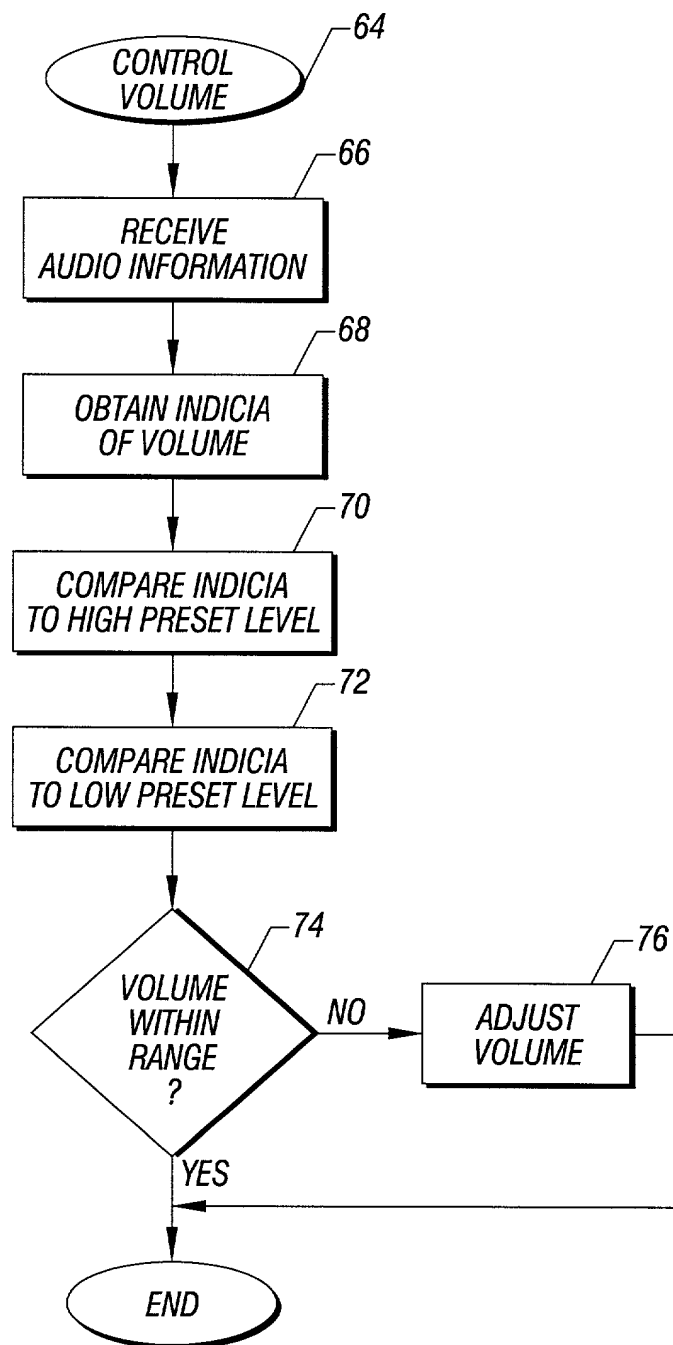 64
CONTROL
VOLUME
66
RECEIVE
AUDIO INFORMATION
68
OBTAIN INDICIA
OF VOLUME
70
COMPARE INDICIA
TO HIGH PRESET LEVEL
72
COMPARE INDICIA
TO LOW PRESET LEVEL
74
VOLUME
WITHIN
RANGE
?
NO
76
ADJUST
VOLUME
YES
END